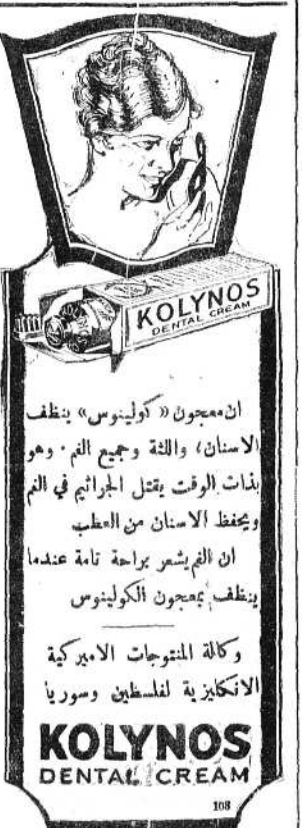 KOLYNOS
DENTAL CREAM
ان معجون « كولينوس » ينظف
الاسنان، واللثة وجميع الفم · وهو
بذات الوقت يقتل الجراثيم في الفم
ويحفظ الاسنان من العطب
ان الفم يشعر براحة تامة عندما
ينظف بمعجون الكولينوس
وكالة المنتوجات الاميركية
الانكليزية لفلسطين وسوريا
KOLYNOS
DENTAL CREAM
108